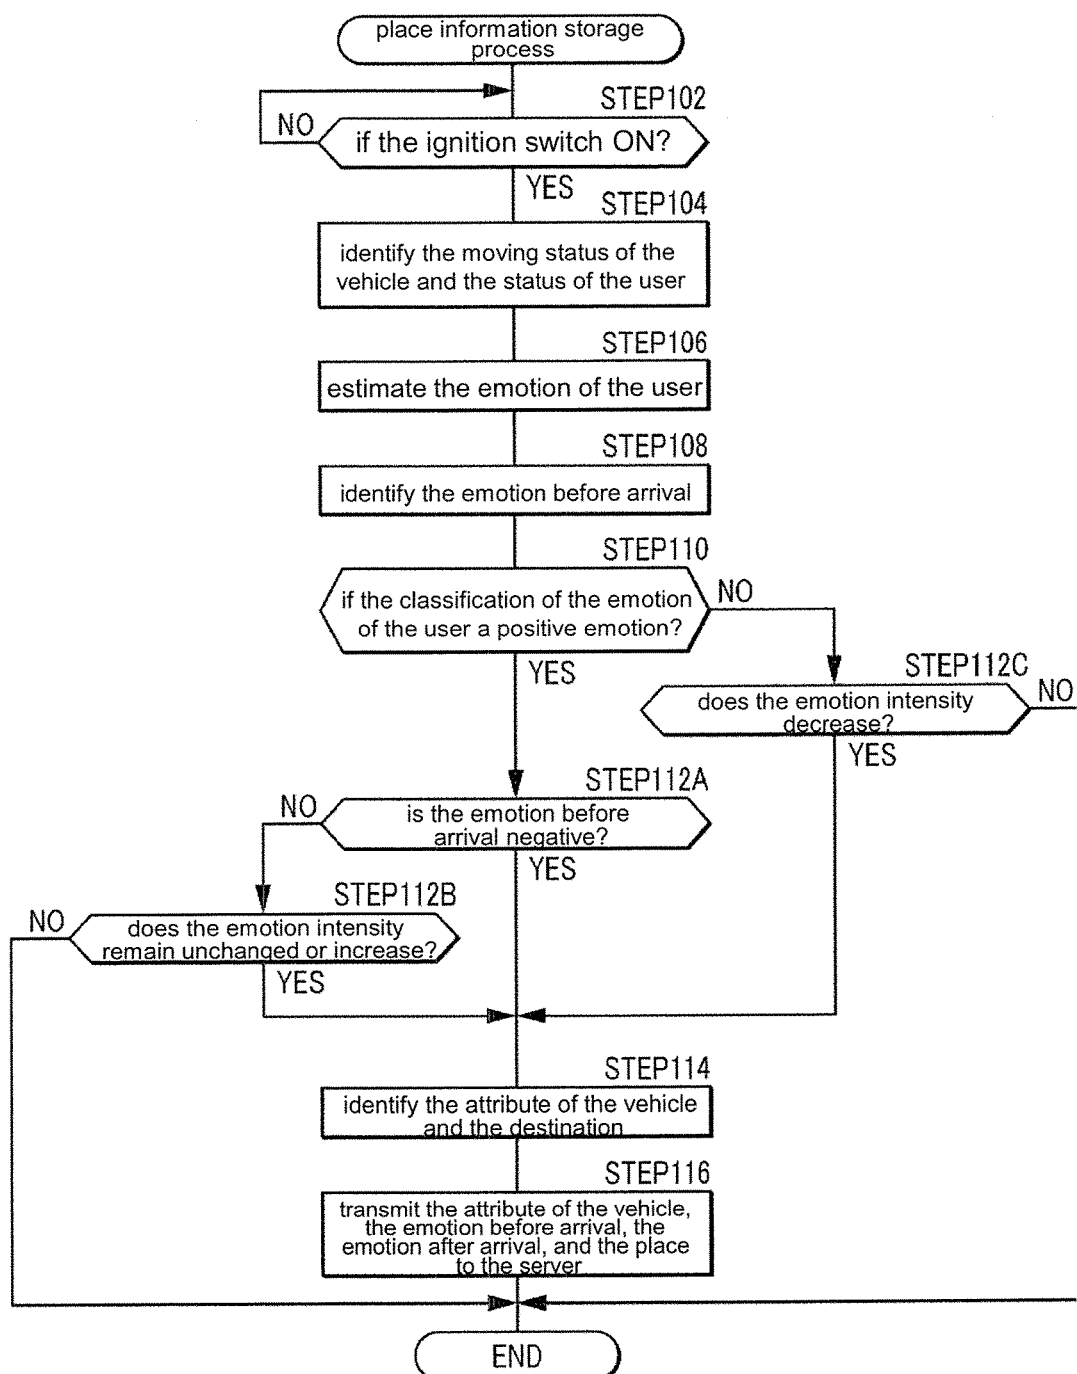 place information storage
process
STEP102
NO
if the ignition switch ON?
YES
STEP104
identify the moving status of the
vehicle and the status of the user
STEP106
estimate the emotion of the user
STEP108
identify the emotion before arrival
STEP110
if the classification of the emotion
of the user a positive emotion?
NO
YES
STEP112C
does the emotion intensity
decrease?
NO
YES
STEP112A
NO
is the emotion before
arrival negative?
YES
STEP112B
NO
does the emotion intensity
remain unchanged or increase?
YES
STEP114
identify the attribute of the vehicle
and the destination
STEP116
transmit the attribute of the vehicle,
the emotion before arrival, the
emotion after arrival, and the place
to the server
END